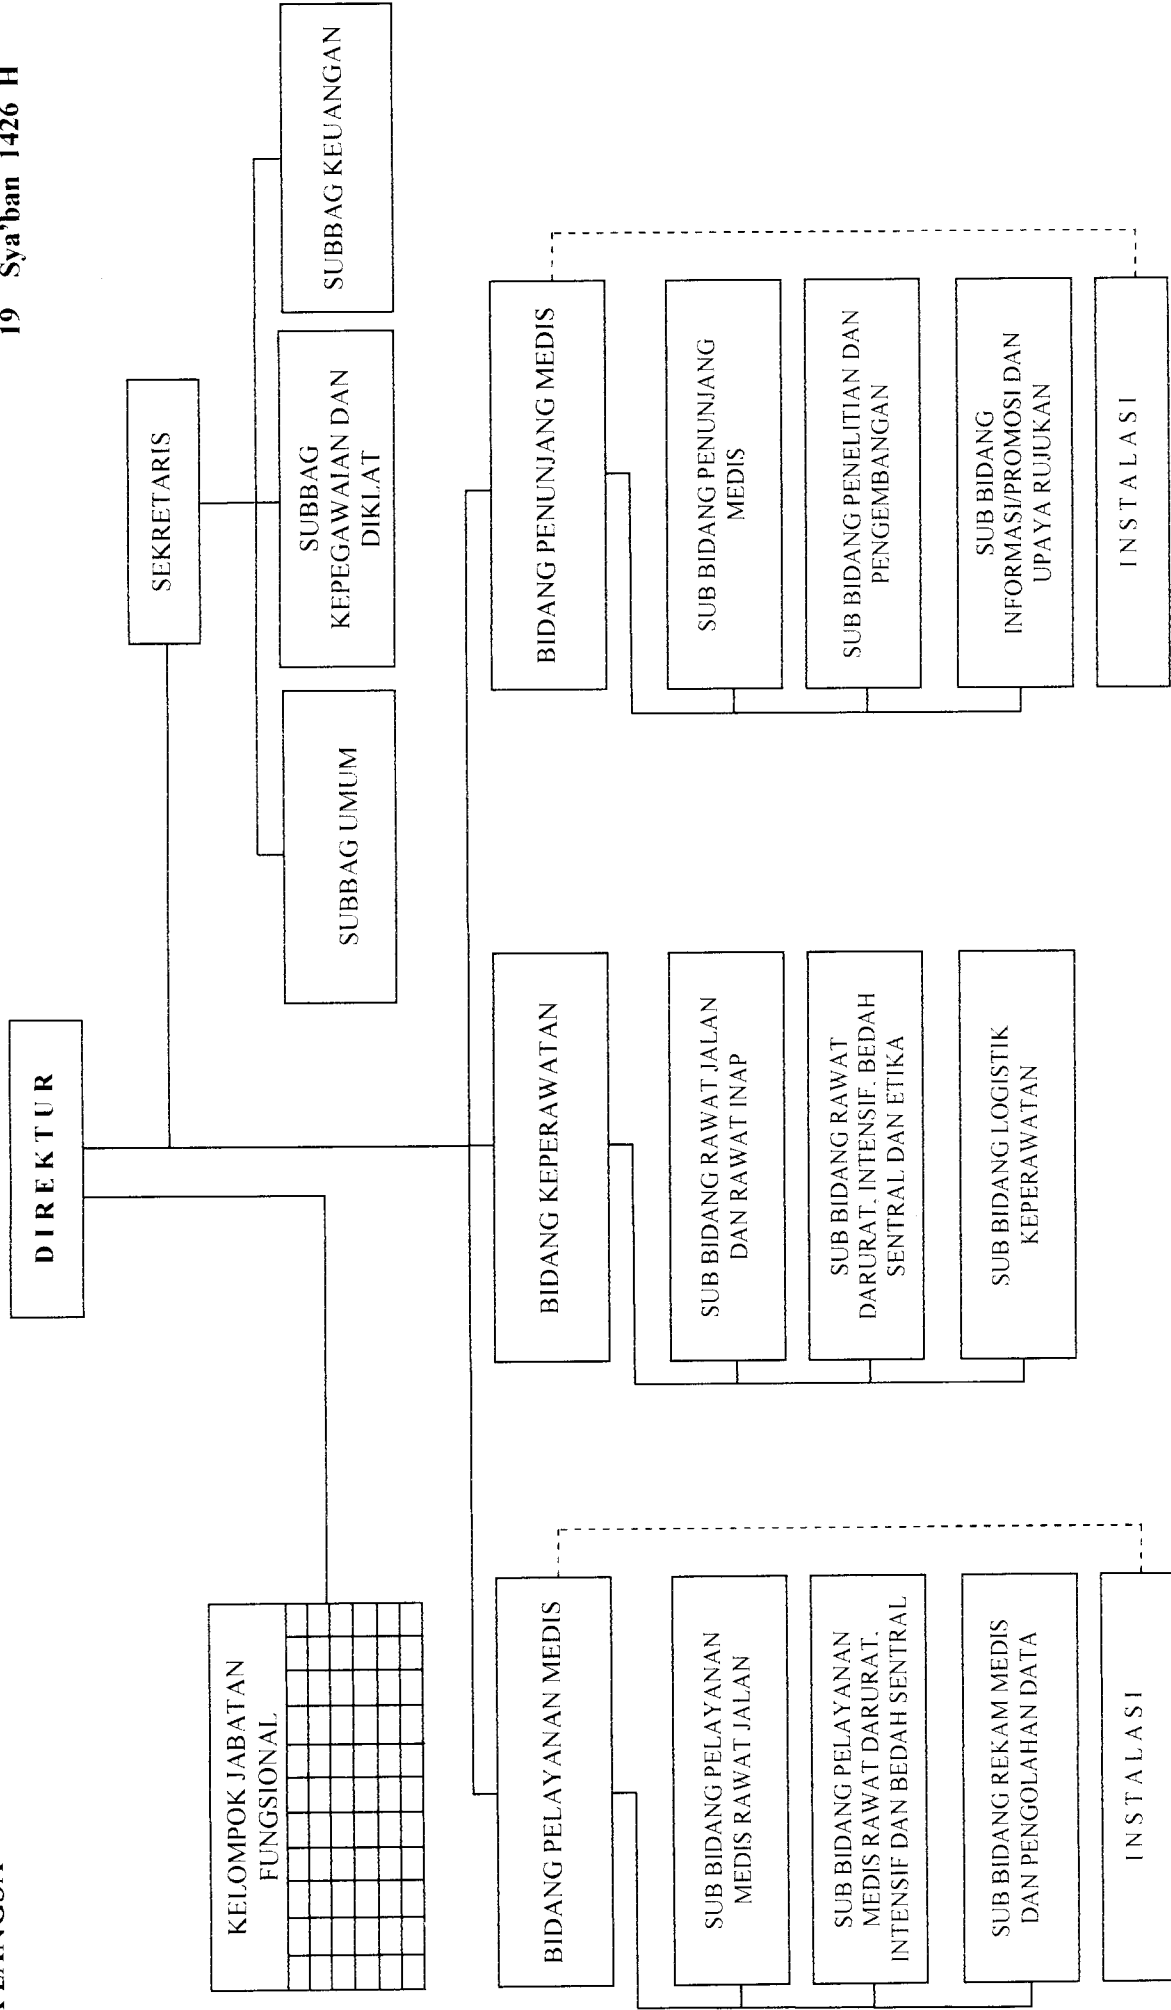 19 Sya'ban 1426 H
LANGSA
DIREKTUR
SEKRETARIS
KELOMPOK JABATAN
FUNGSIONAL
SUBBAG UMUM
SUBBAG
KEPEGAWAIAN DAN
DIKLAT
SUBBAG KEUANGAN
BIDANG PELAYANAN MEDIS
BIDANG KEPERAWATAN
BIDANG PENUNJANG MEDIS
SUB BIDANG PELAYANAN
MEDIS RAWAT JALAN
SUB BIDANG RAWAT JALAN
DAN RAWAT INAP
SUB BIDANG PENUNJANG
MEDIS
SUB BIDANG PELAYANAN
MEDIS RAWAT DARURAT.
INTENSIF DAN BEDAH SENTRAL
SUB BIDANG RAWAT
DARURAT. INTENSIF. BEDAH
SENTRAL DAN ETIKA
SUB BIDANG PENELITIAN DAN
PENGEMBANGAN
SUB BIDANG REKAM MEDIS
DAN PENGOLAHAN DATA
SUB BIDANG LOGISTIK
KEPERAWATAN
SUB BIDANG
INFORMASI/PROMOSI DAN
UPAYA RUJUKAN
INSTALASI
INSTALASI